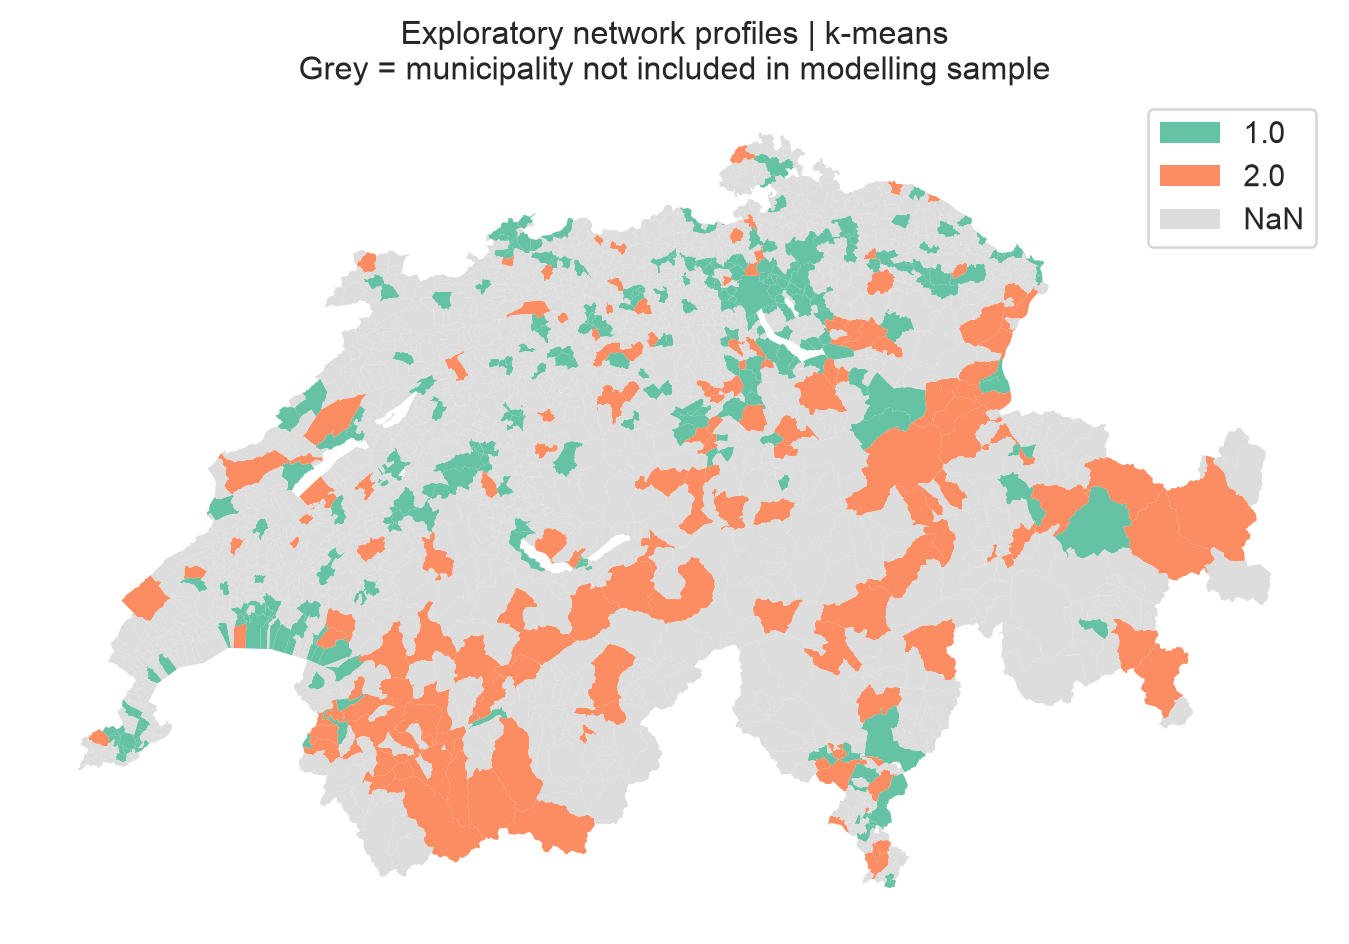 Exploratory network profiles | k-means
Grey = municipality not included in modelling sample
1.0
2.0
NaN